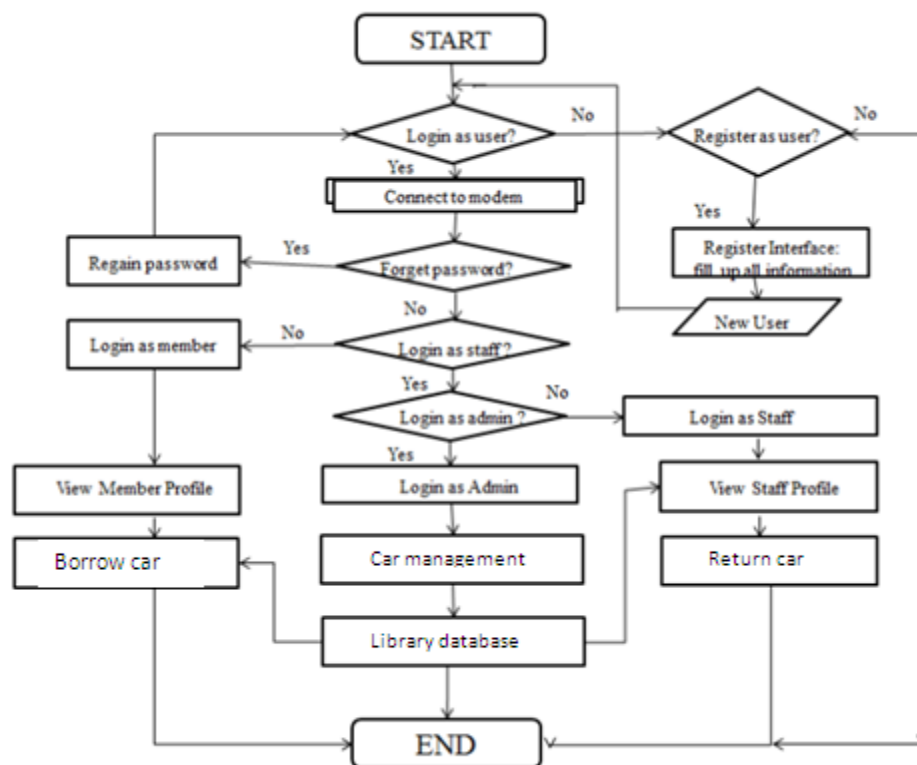 START
Login as user?
No
Register as user?
No
Yes
Connect to modem
Yes
Register Interface:
fill up all information
Yes
Regain password
Forget password?
New User
No
Login as member
No
Login as staff ?
Yes
No
Login as admin ?
Login as Staff
Yes
View Member Profile
Login as Admin
View Staff Profile
Borrow car
Car management
Return car
Library database
END